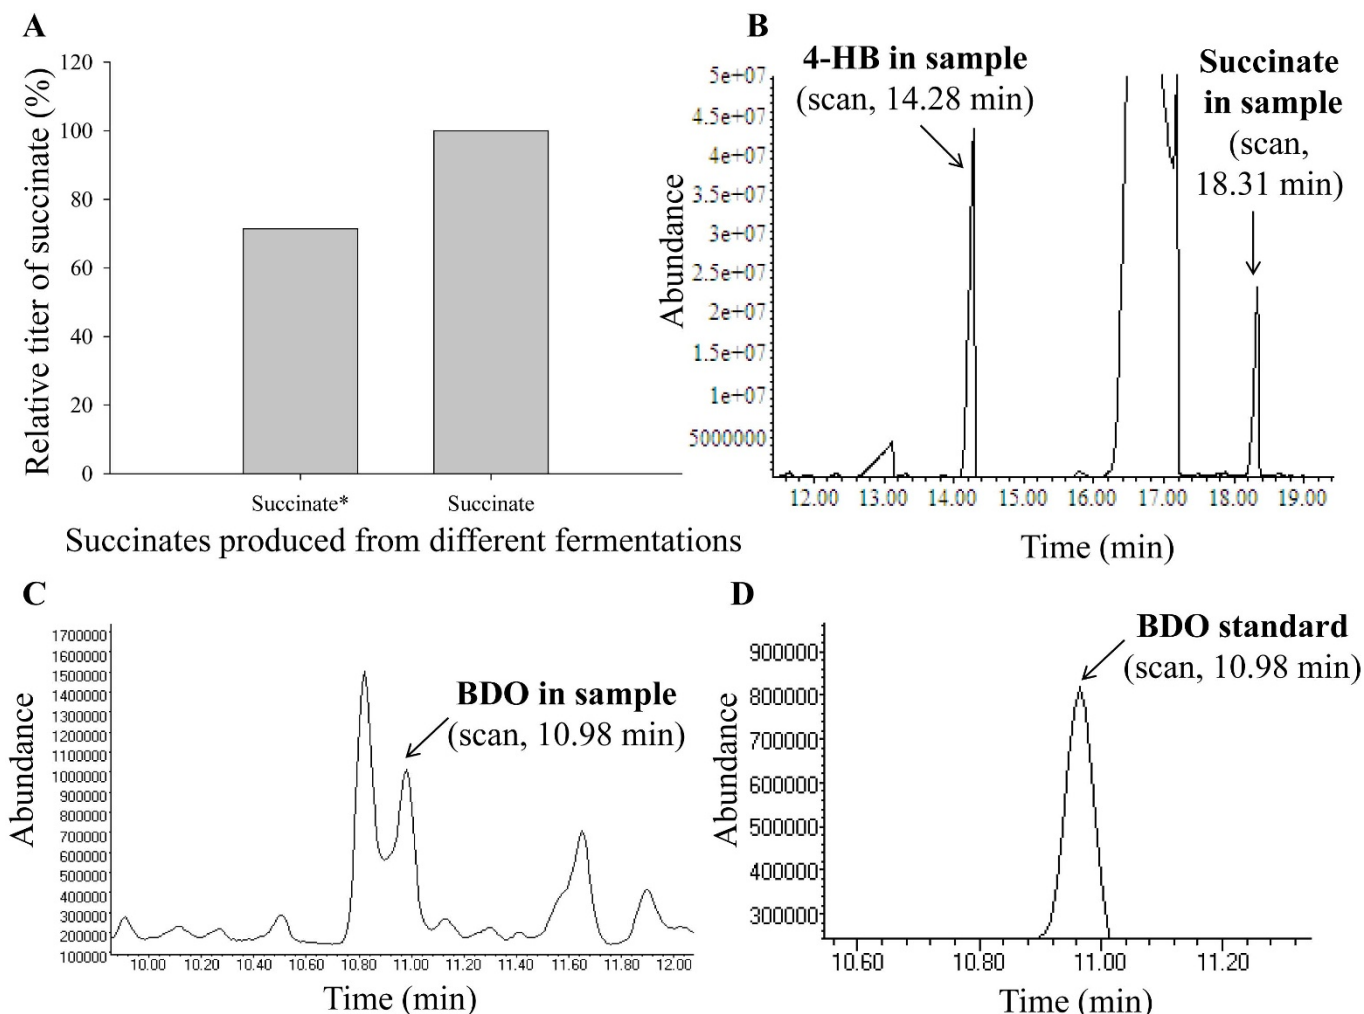 A
Relative titer of succinate (%)
120
100
80
60
40
20
0
Succinate*
Succinate
Succinates produced from different fermentations
B
4-HB in sample
(scan, 14.28 min)
Succinate
in sample
(scan,
18.31 min)
Abundance
5e+07
4.5e+07
4e+07
3.5e+07
3e+07
2.5e+07
2e+07
1.5e+07
1e+07
5000000
12.00 13.00 14.00 15.00 16.00 17.00 18.00 19.00
Time (min)
C
Abundance
1700000
1600000
1500000
1400000
1300000
1200000
1100000
1000000
900000
800000
700000
600000
500000
400000
300000
200000
100000
BDO in sample
(scan, 10.98 min)
10.00 10.20 10.40 10.60 10.80 11.00 11.20 11.40 11.60 11.80 12.00
Time (min)
D
BDO standard
(scan, 10.98 min)
Abundance
900000
800000
700000
600000
500000
400000
300000
10.60 10.80 11.00 11.20
Time (min)